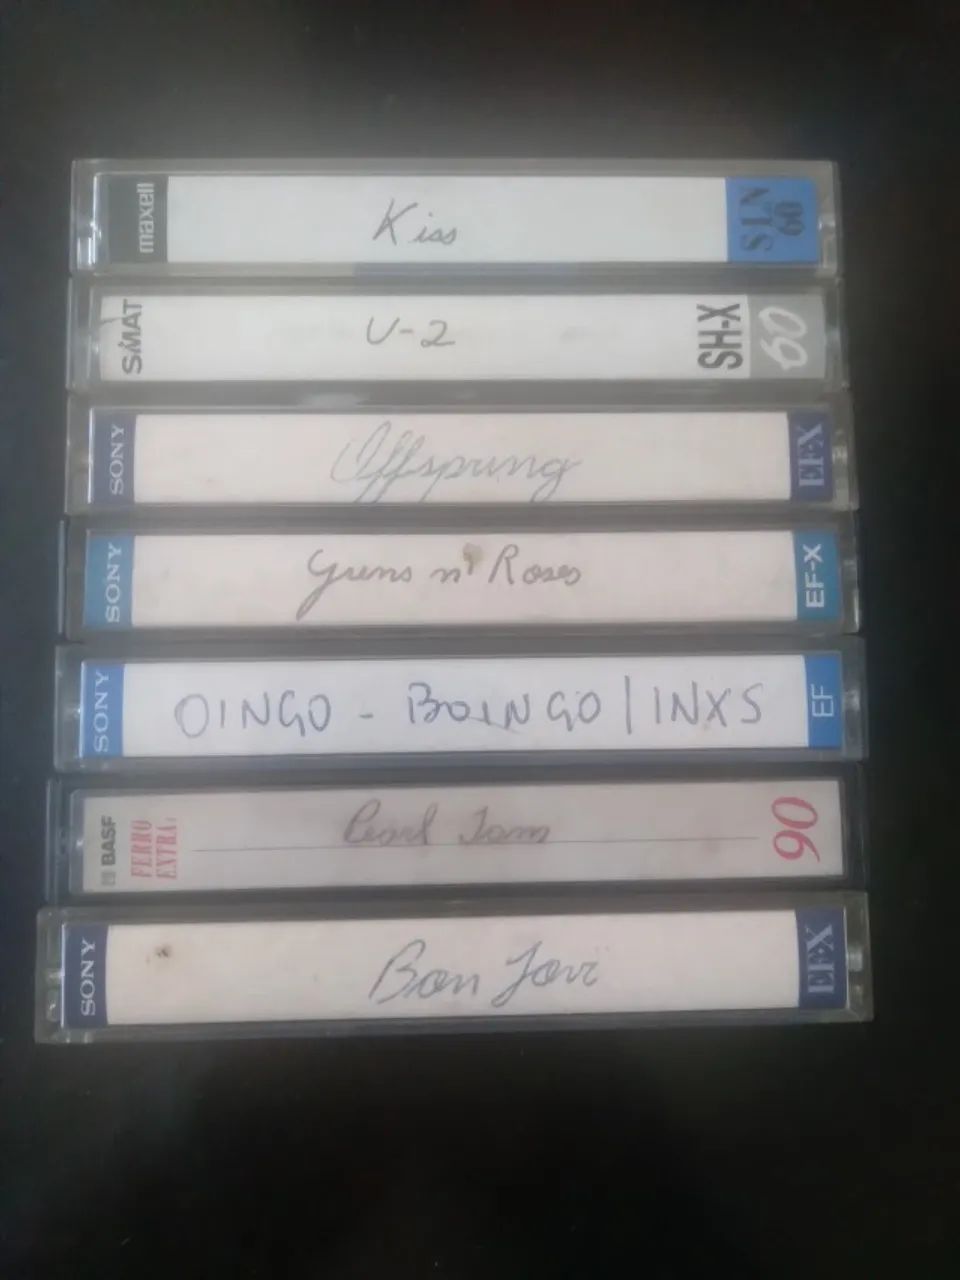 maxell Kiss SLN 60
SMAT U-2 SH-X 60
SONY Offspring EF-X
SONY Guns n' Roses EF-X
SONY OINGO - BOINGO | INXS EF
BASF FERRO EXTRA I Pearl Jam 90
SONY Bon Jovi EF-X